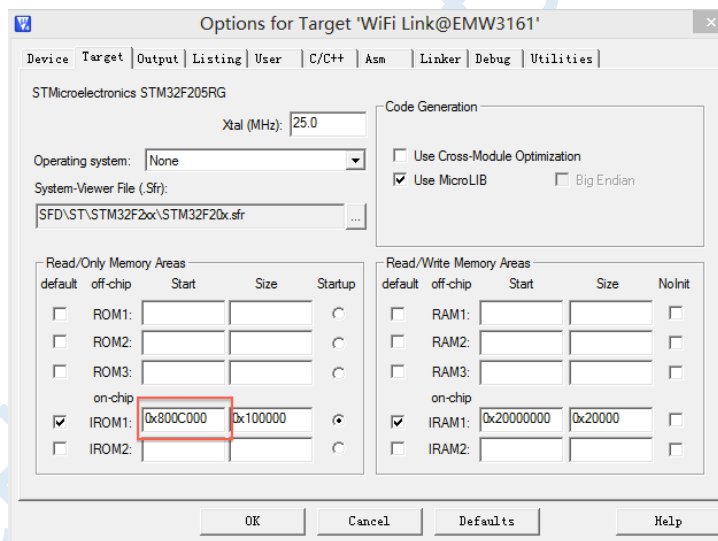 Options for Target 'WiFi Link@EMW3161'
Device Target Output Listing User C/C++ Asm Linker Debug Utilities
STMicroelectronics STM32F205RG
Xtal (MHz): 25.0
Operating system: None
System-Viewer File (.Sfr):
SFD\ST\STM32F2xx\STM32F20x.sfr ...
Code Generation
Use Cross-Module Optimization
Use MicroLIB Big Endian
Read/Only Memory Areas
default off-chip Start Size Startup
ROM1:
ROM2:
ROM3:
on-chip
IROM1: 0x800C000 0x100000
IROM2:
Read/Write Memory Areas
default off-chip Start Size NoInit
RAM1:
RAM2:
RAM3:
on-chip
IRAM1: 0x20000000 0x20000
IRAM2:
OK Cancel Defaults Help